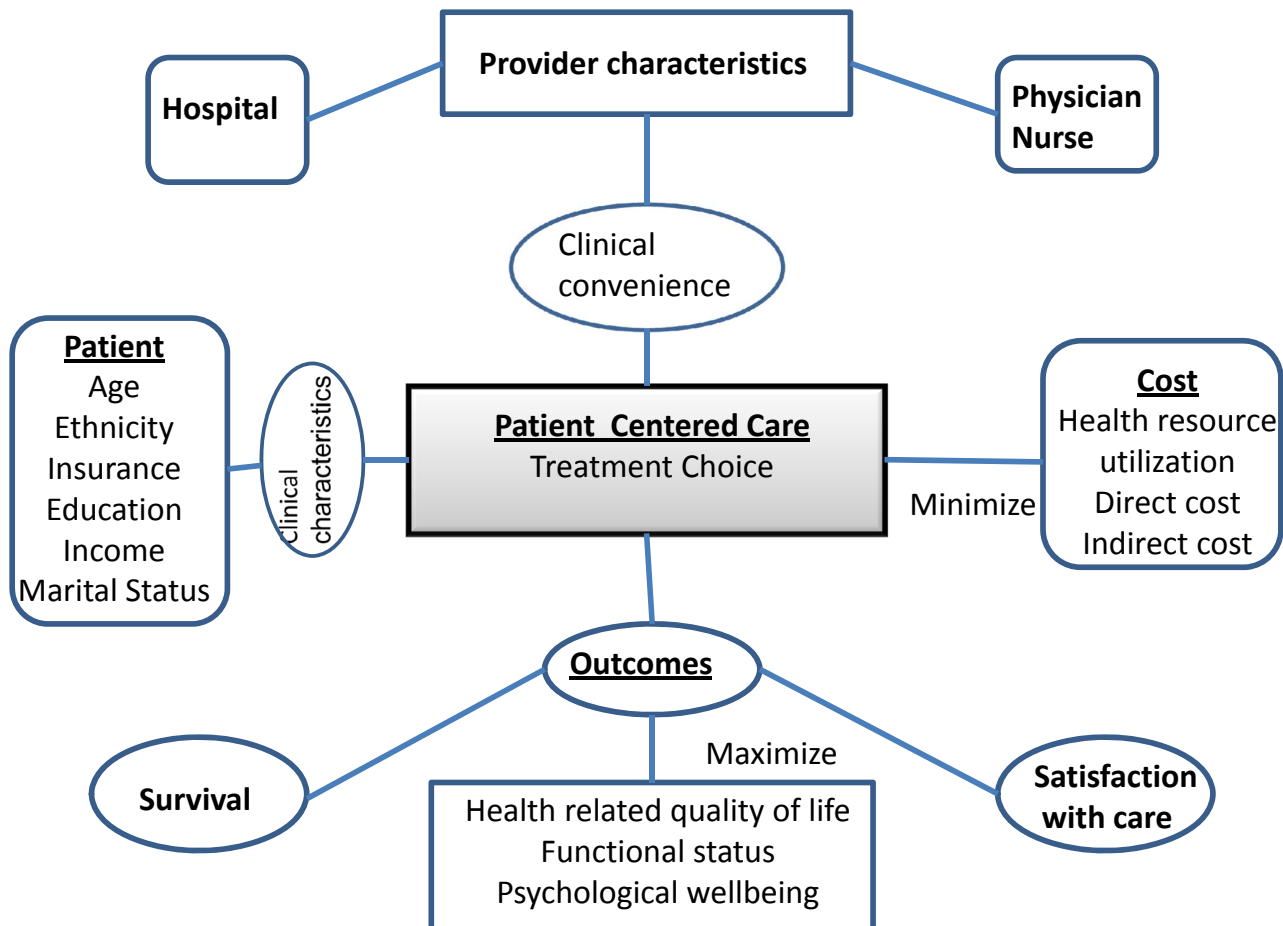 Provider characteristics
Hospital
Physician
Nurse
Clinical
convenience
Patient
Age
Ethnicity
Insurance
Education
Income
Marital Status
Clinical
characteristics
Patient Centered Care
Treatment Choice
Minimize
Cost
Health resource
utilization
Direct cost
Indirect cost
Outcomes
Maximize
Survival
Health related quality of life
Functional status
Psychological wellbeing
Satisfaction
with care